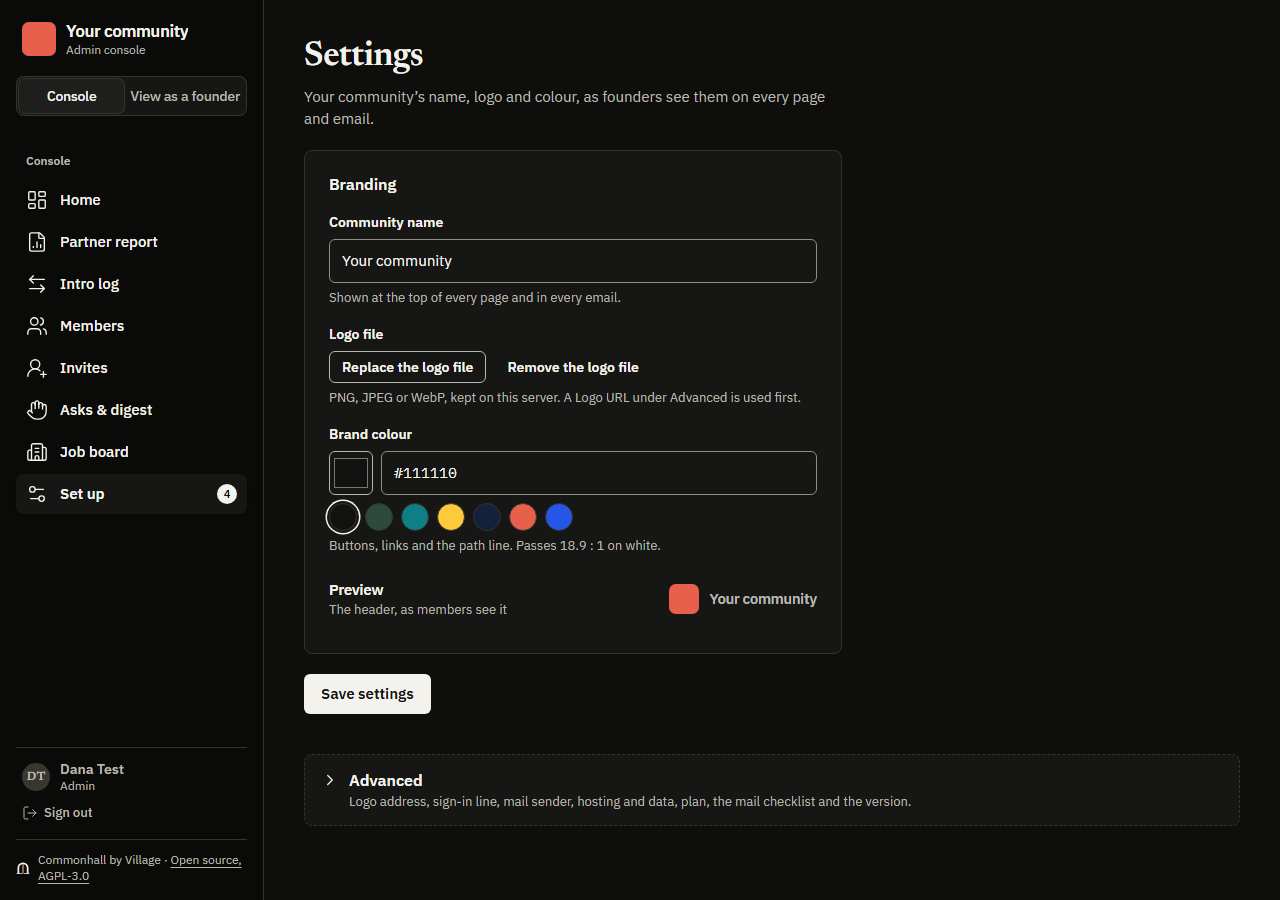 Your community
Admin console
Console
View as a founder
Console
Home
Partner report
Intro log
Members
Invites
Asks & digest
Job board
Set up
4
DT
Dana Test
Admin
Sign out
Commonhall by Village · Open source,
AGPL-3.0
Settings
Your community’s name, logo and colour, as founders see them on every page
and email.
Branding
Community name
Your community
Shown at the top of every page and in every email.
Logo file
Replace the logo file
Remove the logo file
PNG, JPEG or WebP, kept on this server. A Logo URL under Advanced is used first.
Brand colour
#111110
Buttons, links and the path line. Passes 18.9 : 1 on white.
Preview
The header, as members see it
Your community
Save settings
Advanced
Logo address, sign-in line, mail sender, hosting and data, plan, the mail checklist and the version.